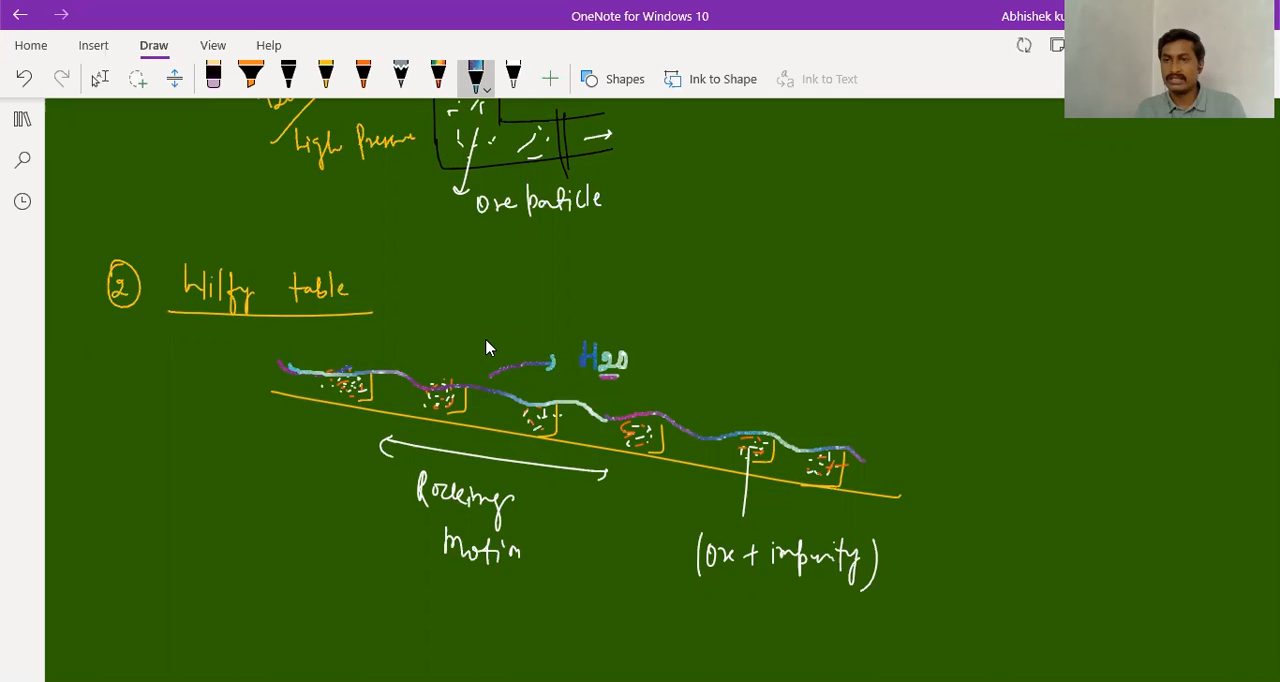 OneNote for Windows 10
Abhishek ku
Home Insert Draw View Help
Shapes Ink to Shape Ink to Text
high Pressure
Ore particle
2 Wilfy table
H2O
Rocking
Motion
(Ore + impurity)